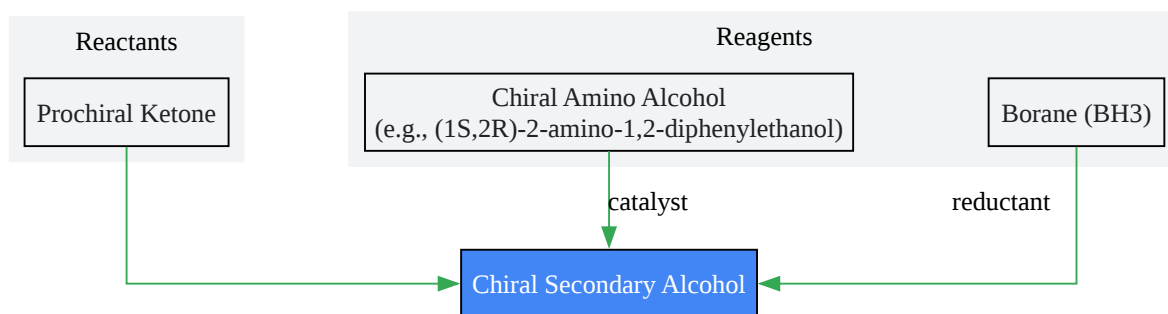 Reactants
Reagents
Prochiral Ketone
Chiral Amino Alcohol
(e.g., (1S,2R)-2-amino-1,2-diphenylethanol)
Borane (BH3)
catalyst
reductant
Chiral Secondary Alcohol